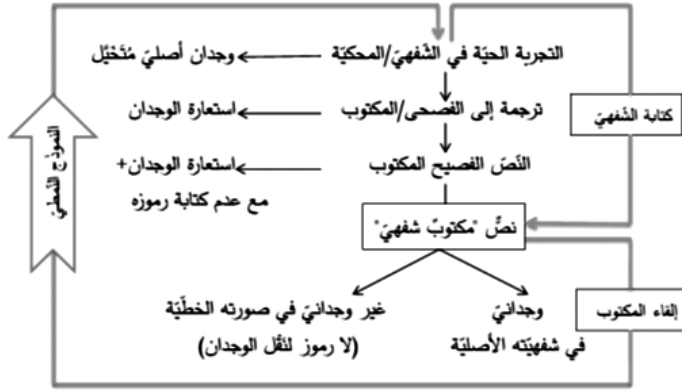 التجربة الحيّة في الشّفهيّ/المحكيّة
وجدان أصليّ مُتَخَيَّل
ترجمة إلى الفصحى/المكتوب
استعارة الوجدان
كتابة الشّفهيّ
النّصّ الفصيح المكتوب
استعارة الوجدان+
مع عدم كتابة رموزه
النموذج النّمطيّ
نصٌّ "مكتوبٌ شفهيّ"
إلقاء المكتوب
وجدانيّ
في شفهيّته الأصليّة
غير وجدانيّ في صورته الخطّيّة
(لا رموز لنَقْل الوجدان)